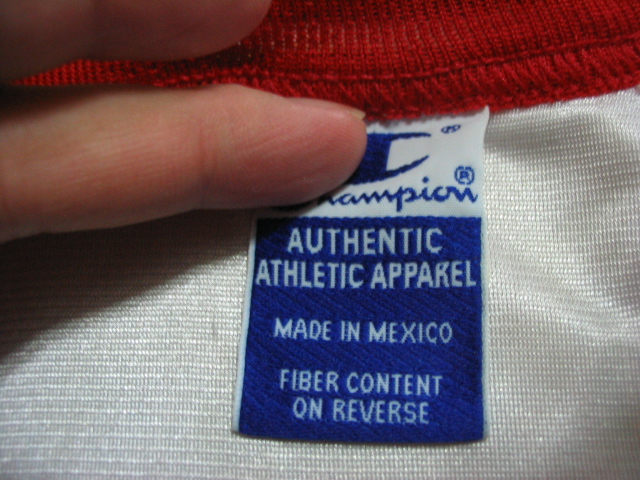 Champion®
AUTHENTIC
ATHLETIC APPAREL
MADE IN MEXICO
FIBER CONTENT
ON REVERSE